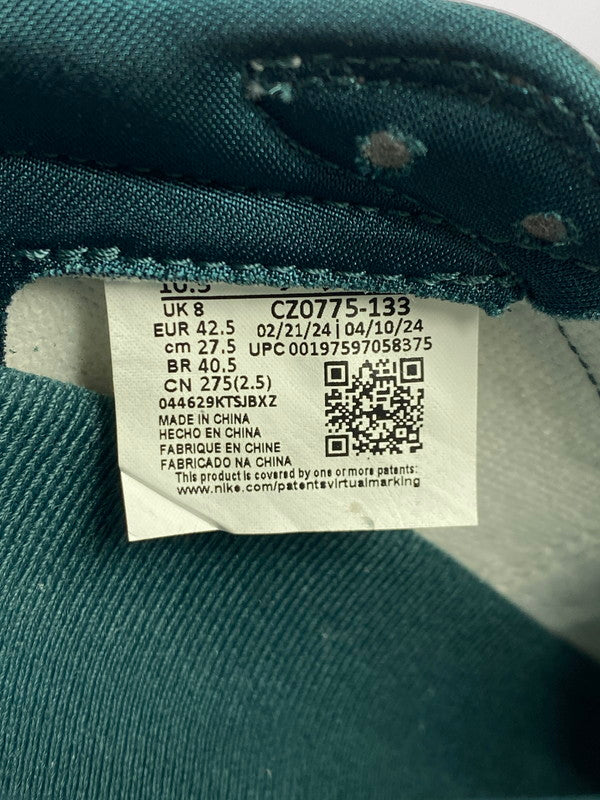 10.5
UK 8 CZ0775-133
EUR 42.5 02/21/24 | 04/10/24
cm 27.5 UPC 00197597058375
BR 40.5
CN 275(2.5)
044629KTSJBXZ
MADE IN CHINA
HECHO EN CHINA
FABRIQUE EN CHINE
FABRICADO NA CHINA
This product is covered by one or more patents:
www.nike.com/patentsvirtualmarking